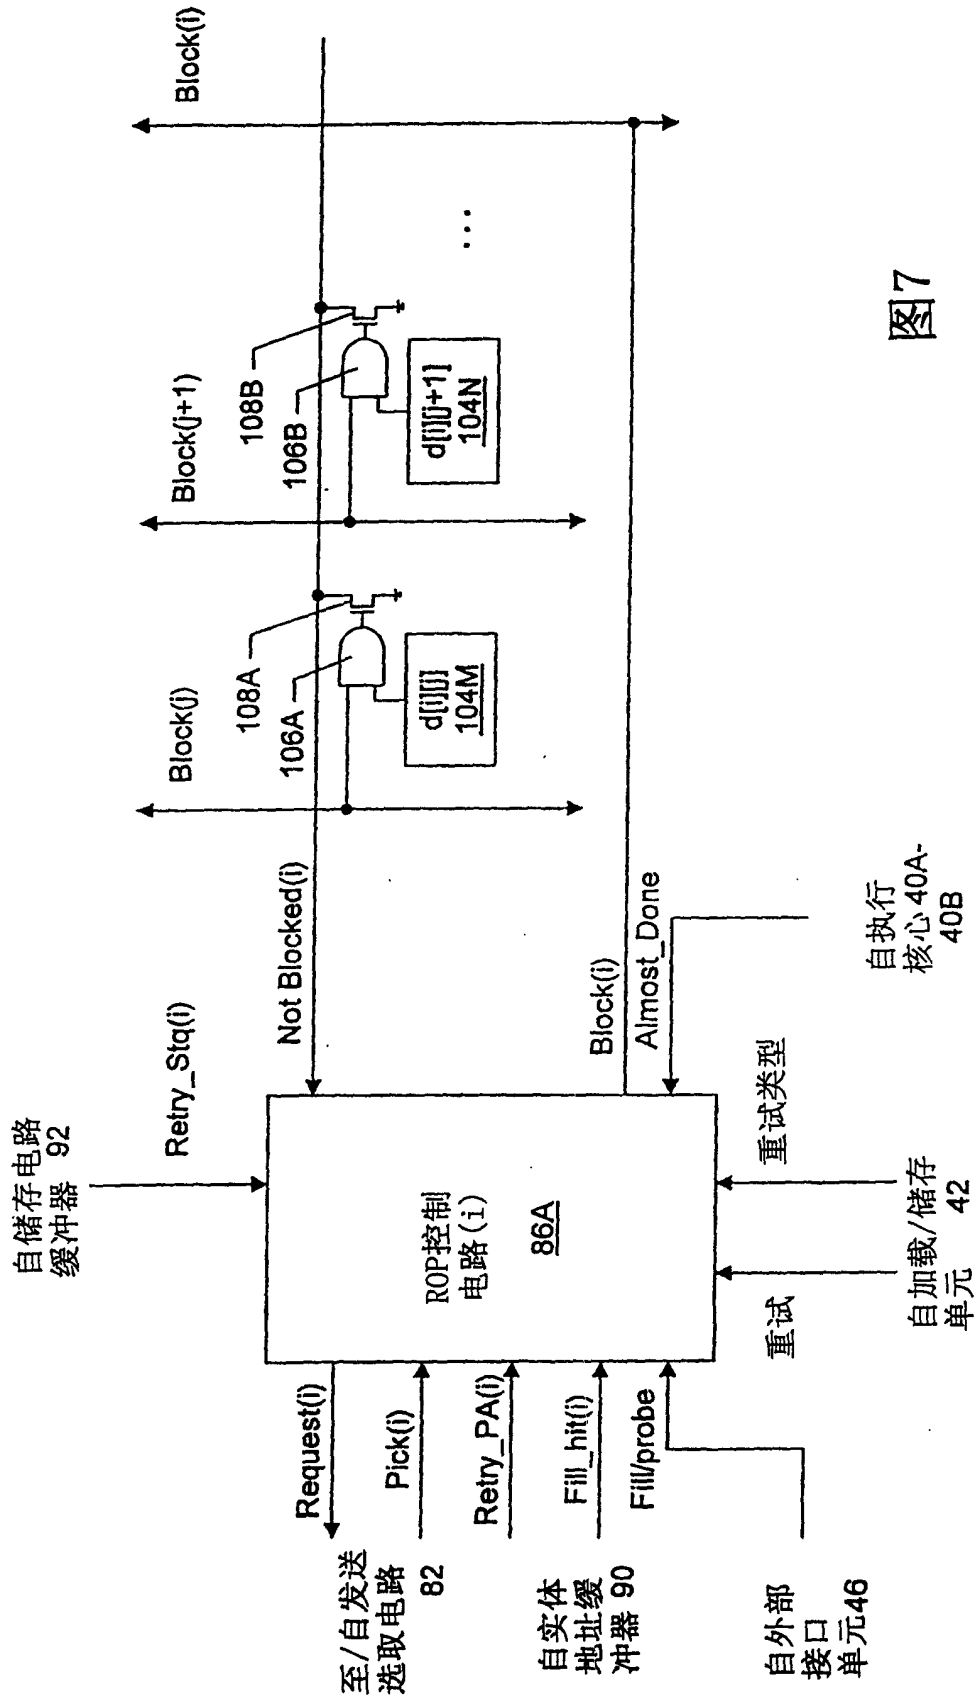 自储存电路
缓冲器 92
Retry_Stq(i)
Not Blocked(i)
Block(j)
Block(j+1)
Block(i)
108A
106A
108B
106B
d[i][j]
104M
d[i][j+1]
104N
...
ROP控制
电路(i)
86A
Request(i)
Pick(i)
Retry_PA(i)
Fill_hit(i)
Fill/probe
至/自发送
选取电路
82
自实体
地址缓
冲器 90
自外部
接口
单元46
Block(i)
Almost_Done
自执行
核心 40A-
40B
重试
重试类型
自加载/储存
单元 42
图7